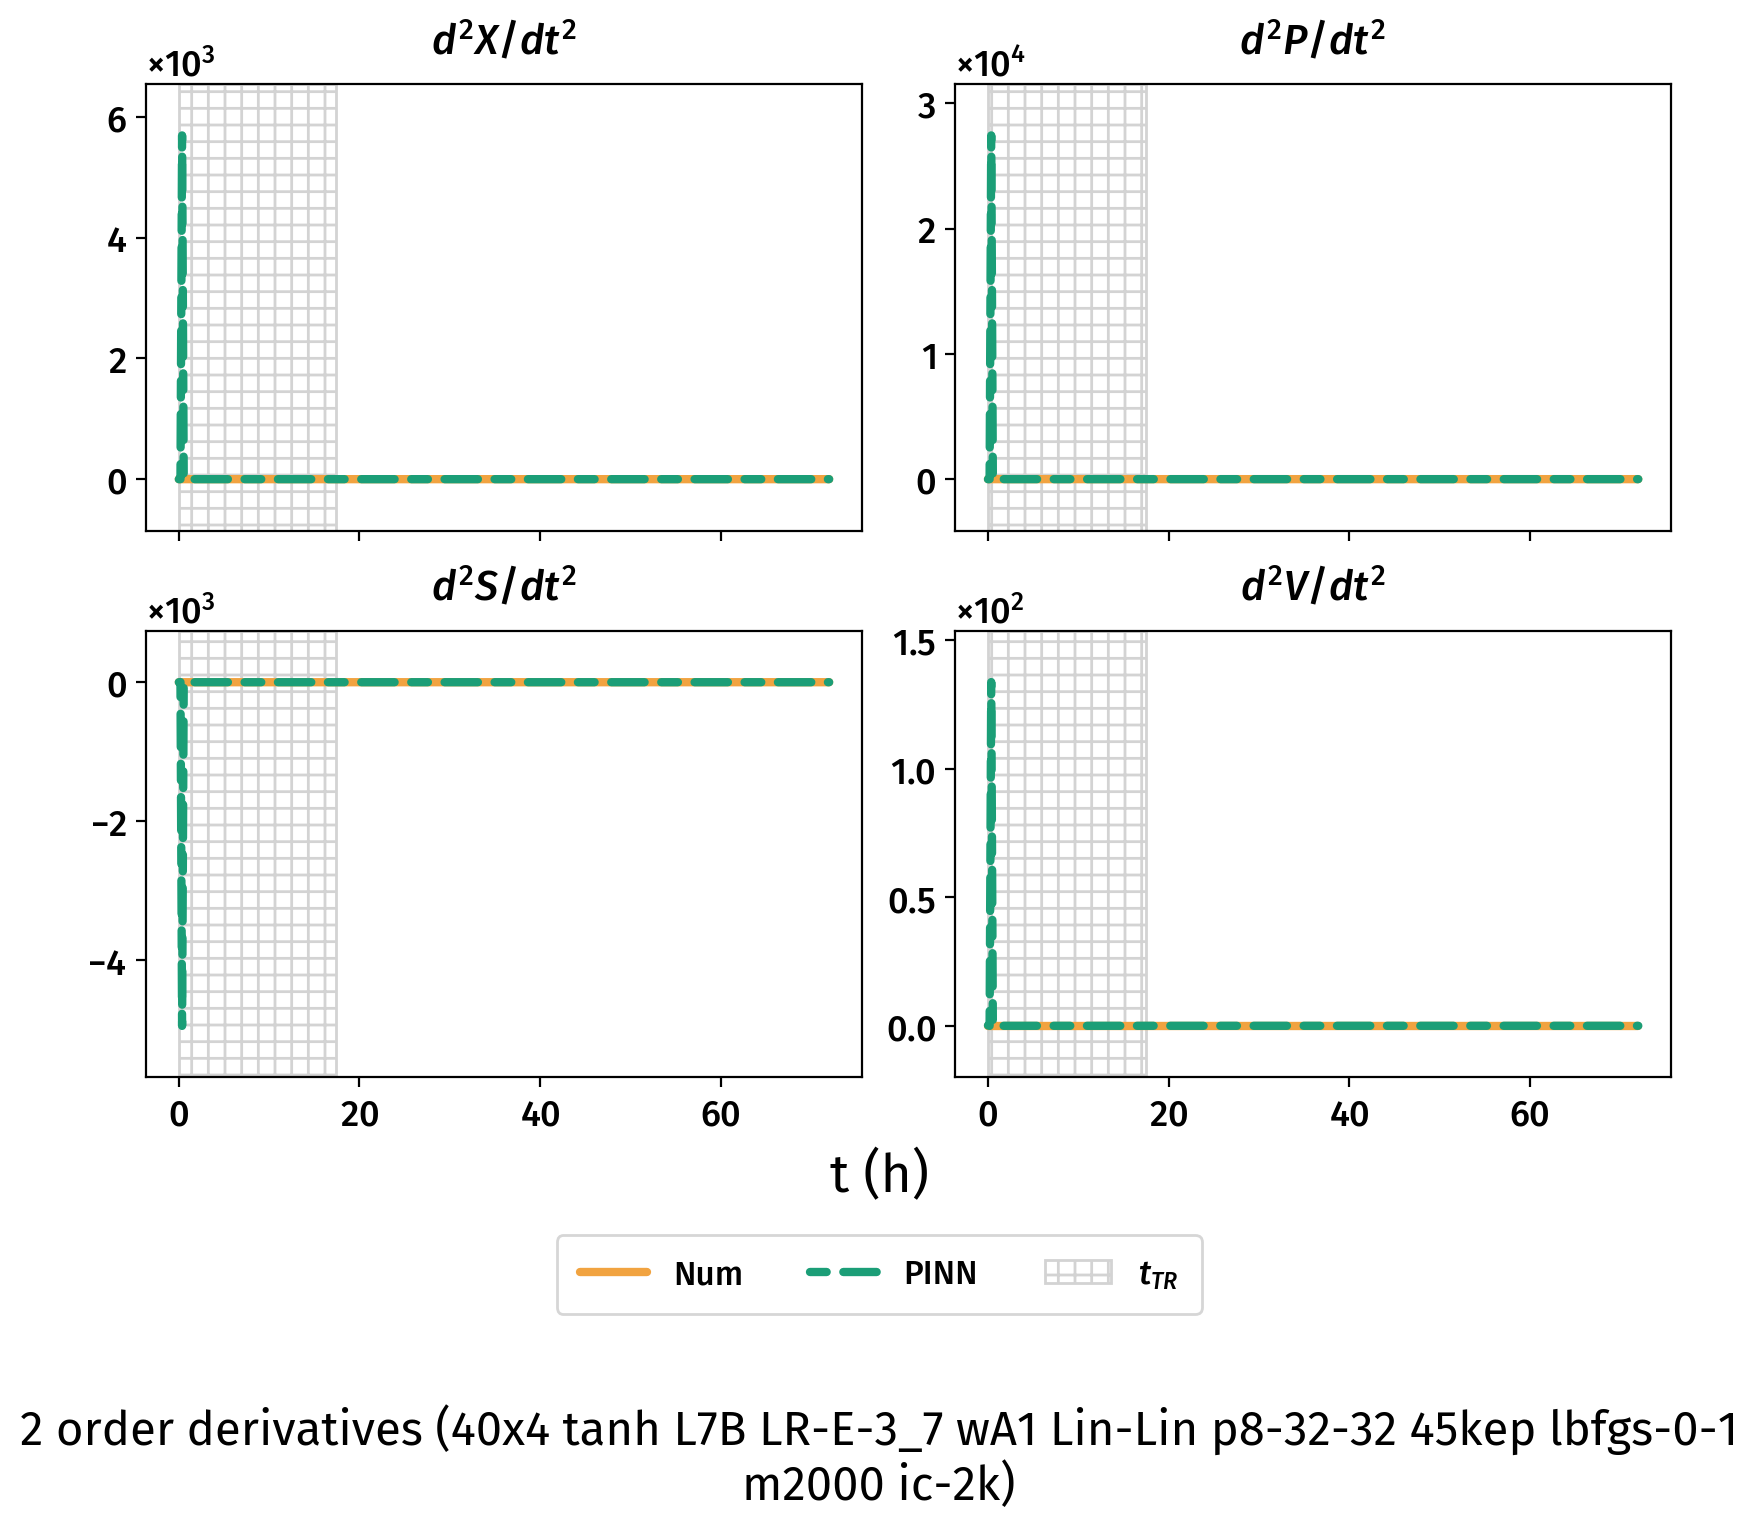 d²X/dt²
×10³
6
4
2
0
d²P/dt²
×10⁴
3
2
1
0
d²S/dt²
×10³
0
−2
−4
0 20 40 60
d²V/dt²
×10²
1.5
1.0
0.5
0.0
0 20 40 60
t (h)
Num PINN t_TR
2 order derivatives (40x4 tanh L7B LR-E-3_7 wA1 Lin-Lin p8-32-32 45kep lbfgs-0-1
m2000 ic-2k)